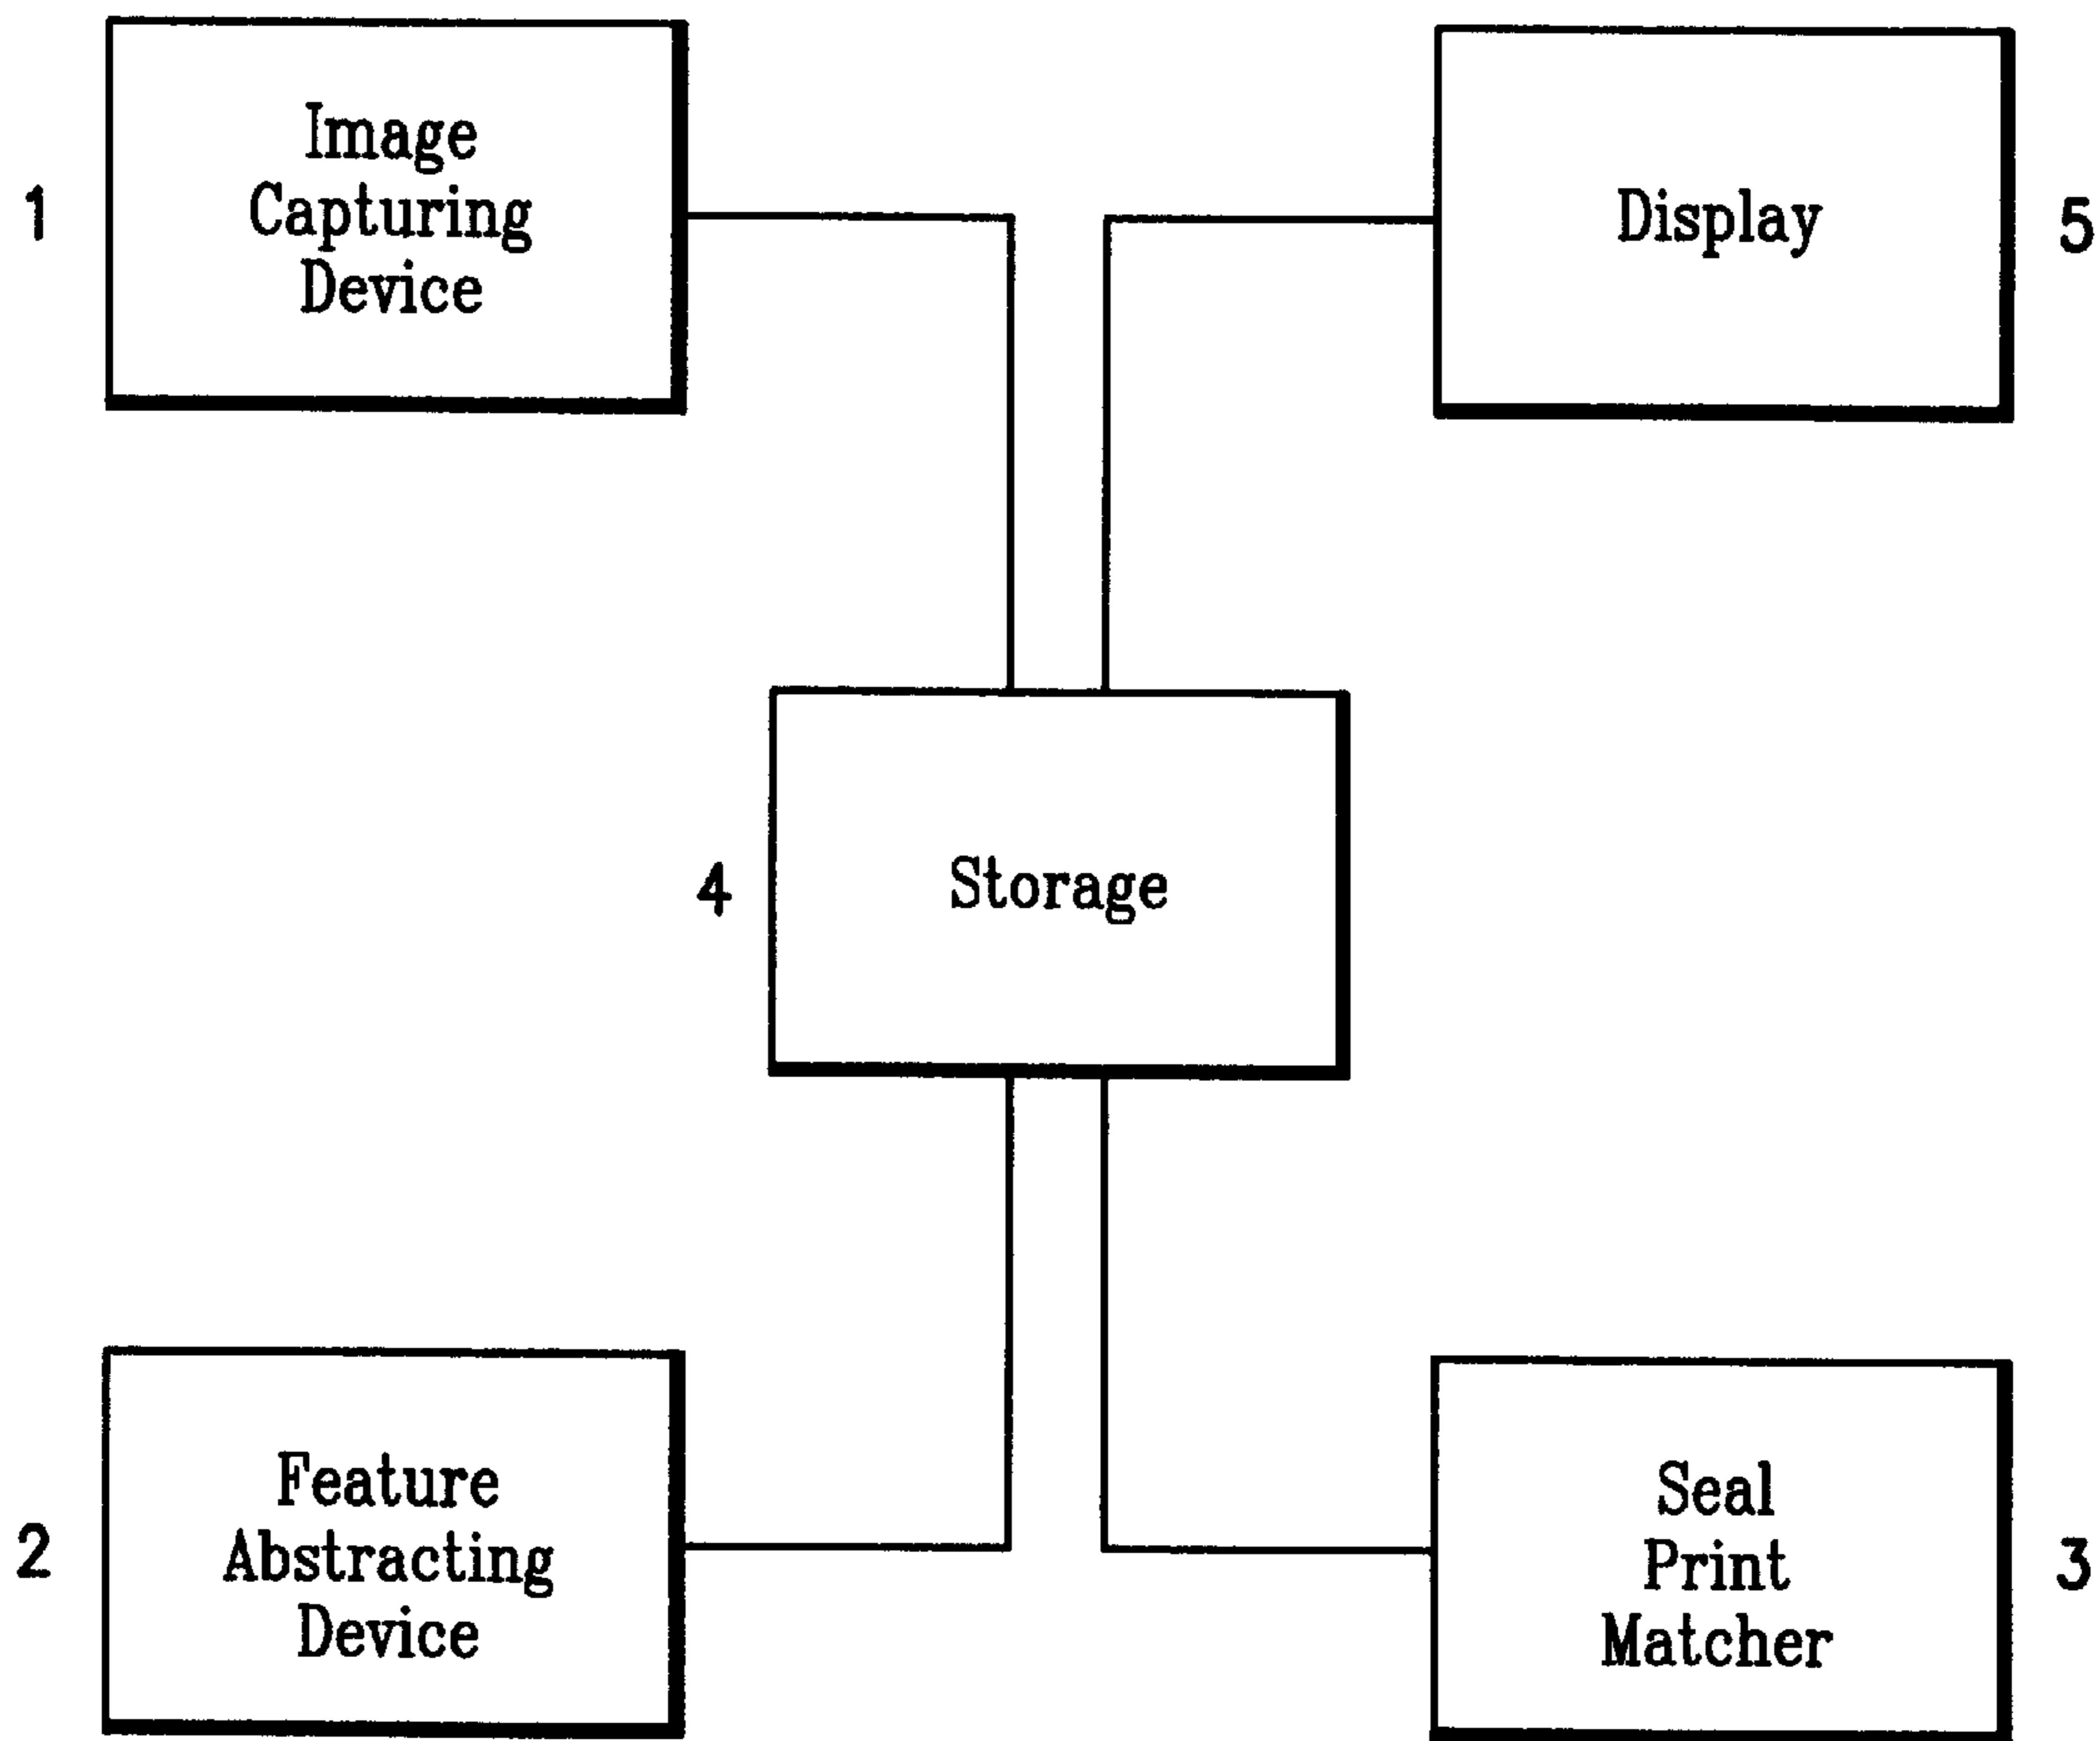 1
Image
Capturing
Device
Display
5
4
Storage
2
Feature
Abstracting
Device
Seal
Print
Matcher
3